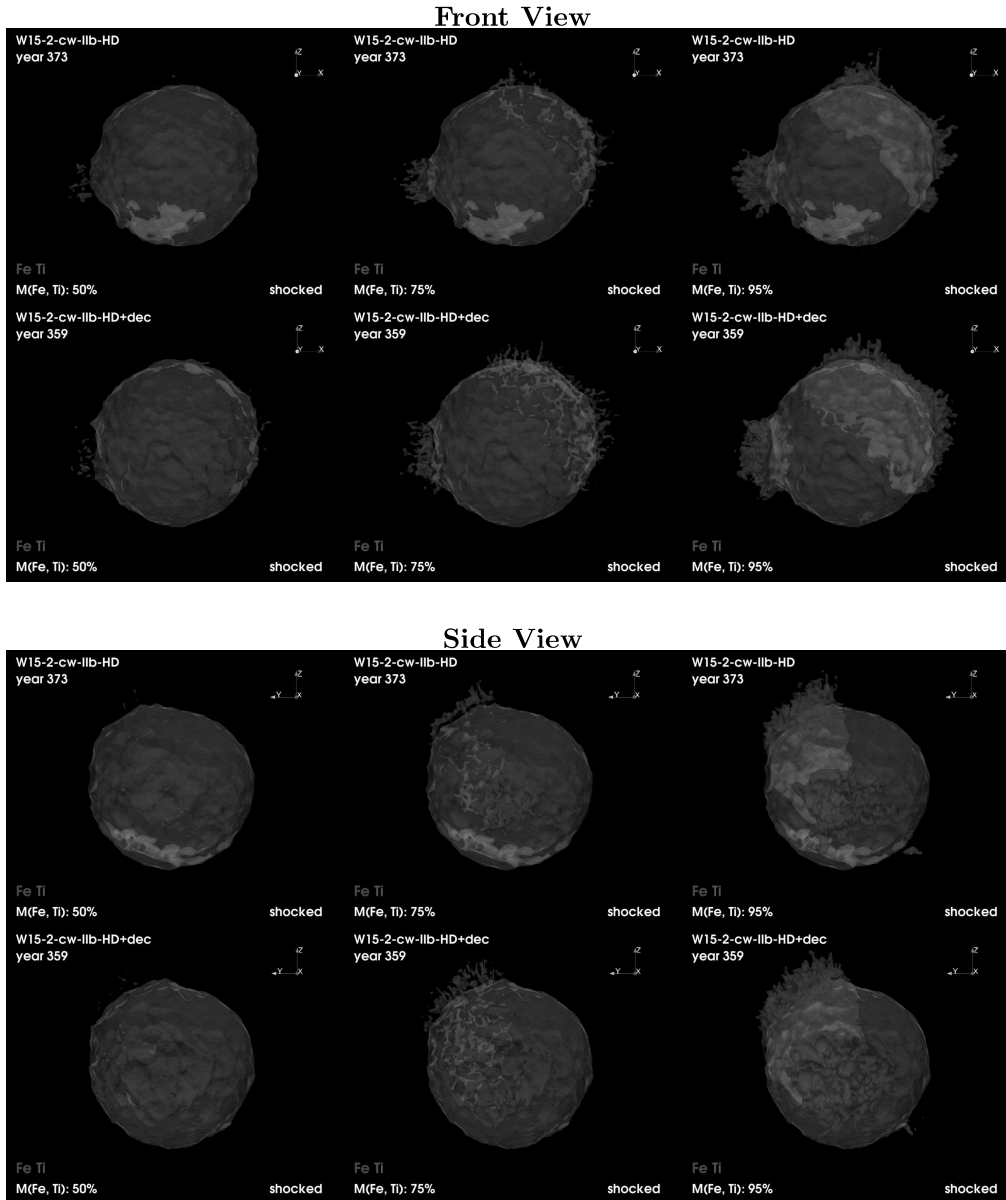 Front View
W15-2-cw-IIb-HD
year 373
Z
Y X
Fe Ti
M(Fe, Ti): 50%
shocked
W15-2-cw-IIb-HD
year 373
Z
Y X
Fe Ti
M(Fe, Ti): 75%
shocked
W15-2-cw-IIb-HD
year 373
Z
Y X
Fe Ti
M(Fe, Ti): 95%
shocked
W15-2-cw-IIb-HD+dec
year 359
Z
Y X
Fe Ti
M(Fe, Ti): 50%
shocked
W15-2-cw-IIb-HD+dec
year 359
Z
Y X
Fe Ti
M(Fe, Ti): 75%
shocked
W15-2-cw-IIb-HD+dec
year 359
Z
Y X
Fe Ti
M(Fe, Ti): 95%
shocked
Side View
W15-2-cw-IIb-HD
year 373
Z
Y X
Fe Ti
M(Fe, Ti): 50%
shocked
W15-2-cw-IIb-HD
year 373
Z
Y X
Fe Ti
M(Fe, Ti): 75%
shocked
W15-2-cw-IIb-HD
year 373
Z
Y X
Fe Ti
M(Fe, Ti): 95%
shocked
W15-2-cw-IIb-HD+dec
year 359
Z
Y X
Fe Ti
M(Fe, Ti): 50%
shocked
W15-2-cw-IIb-HD+dec
year 359
Z
Y X
Fe Ti
M(Fe, Ti): 75%
shocked
W15-2-cw-IIb-HD+dec
year 359
Z
Y X
Fe Ti
M(Fe, Ti): 95%
shocked